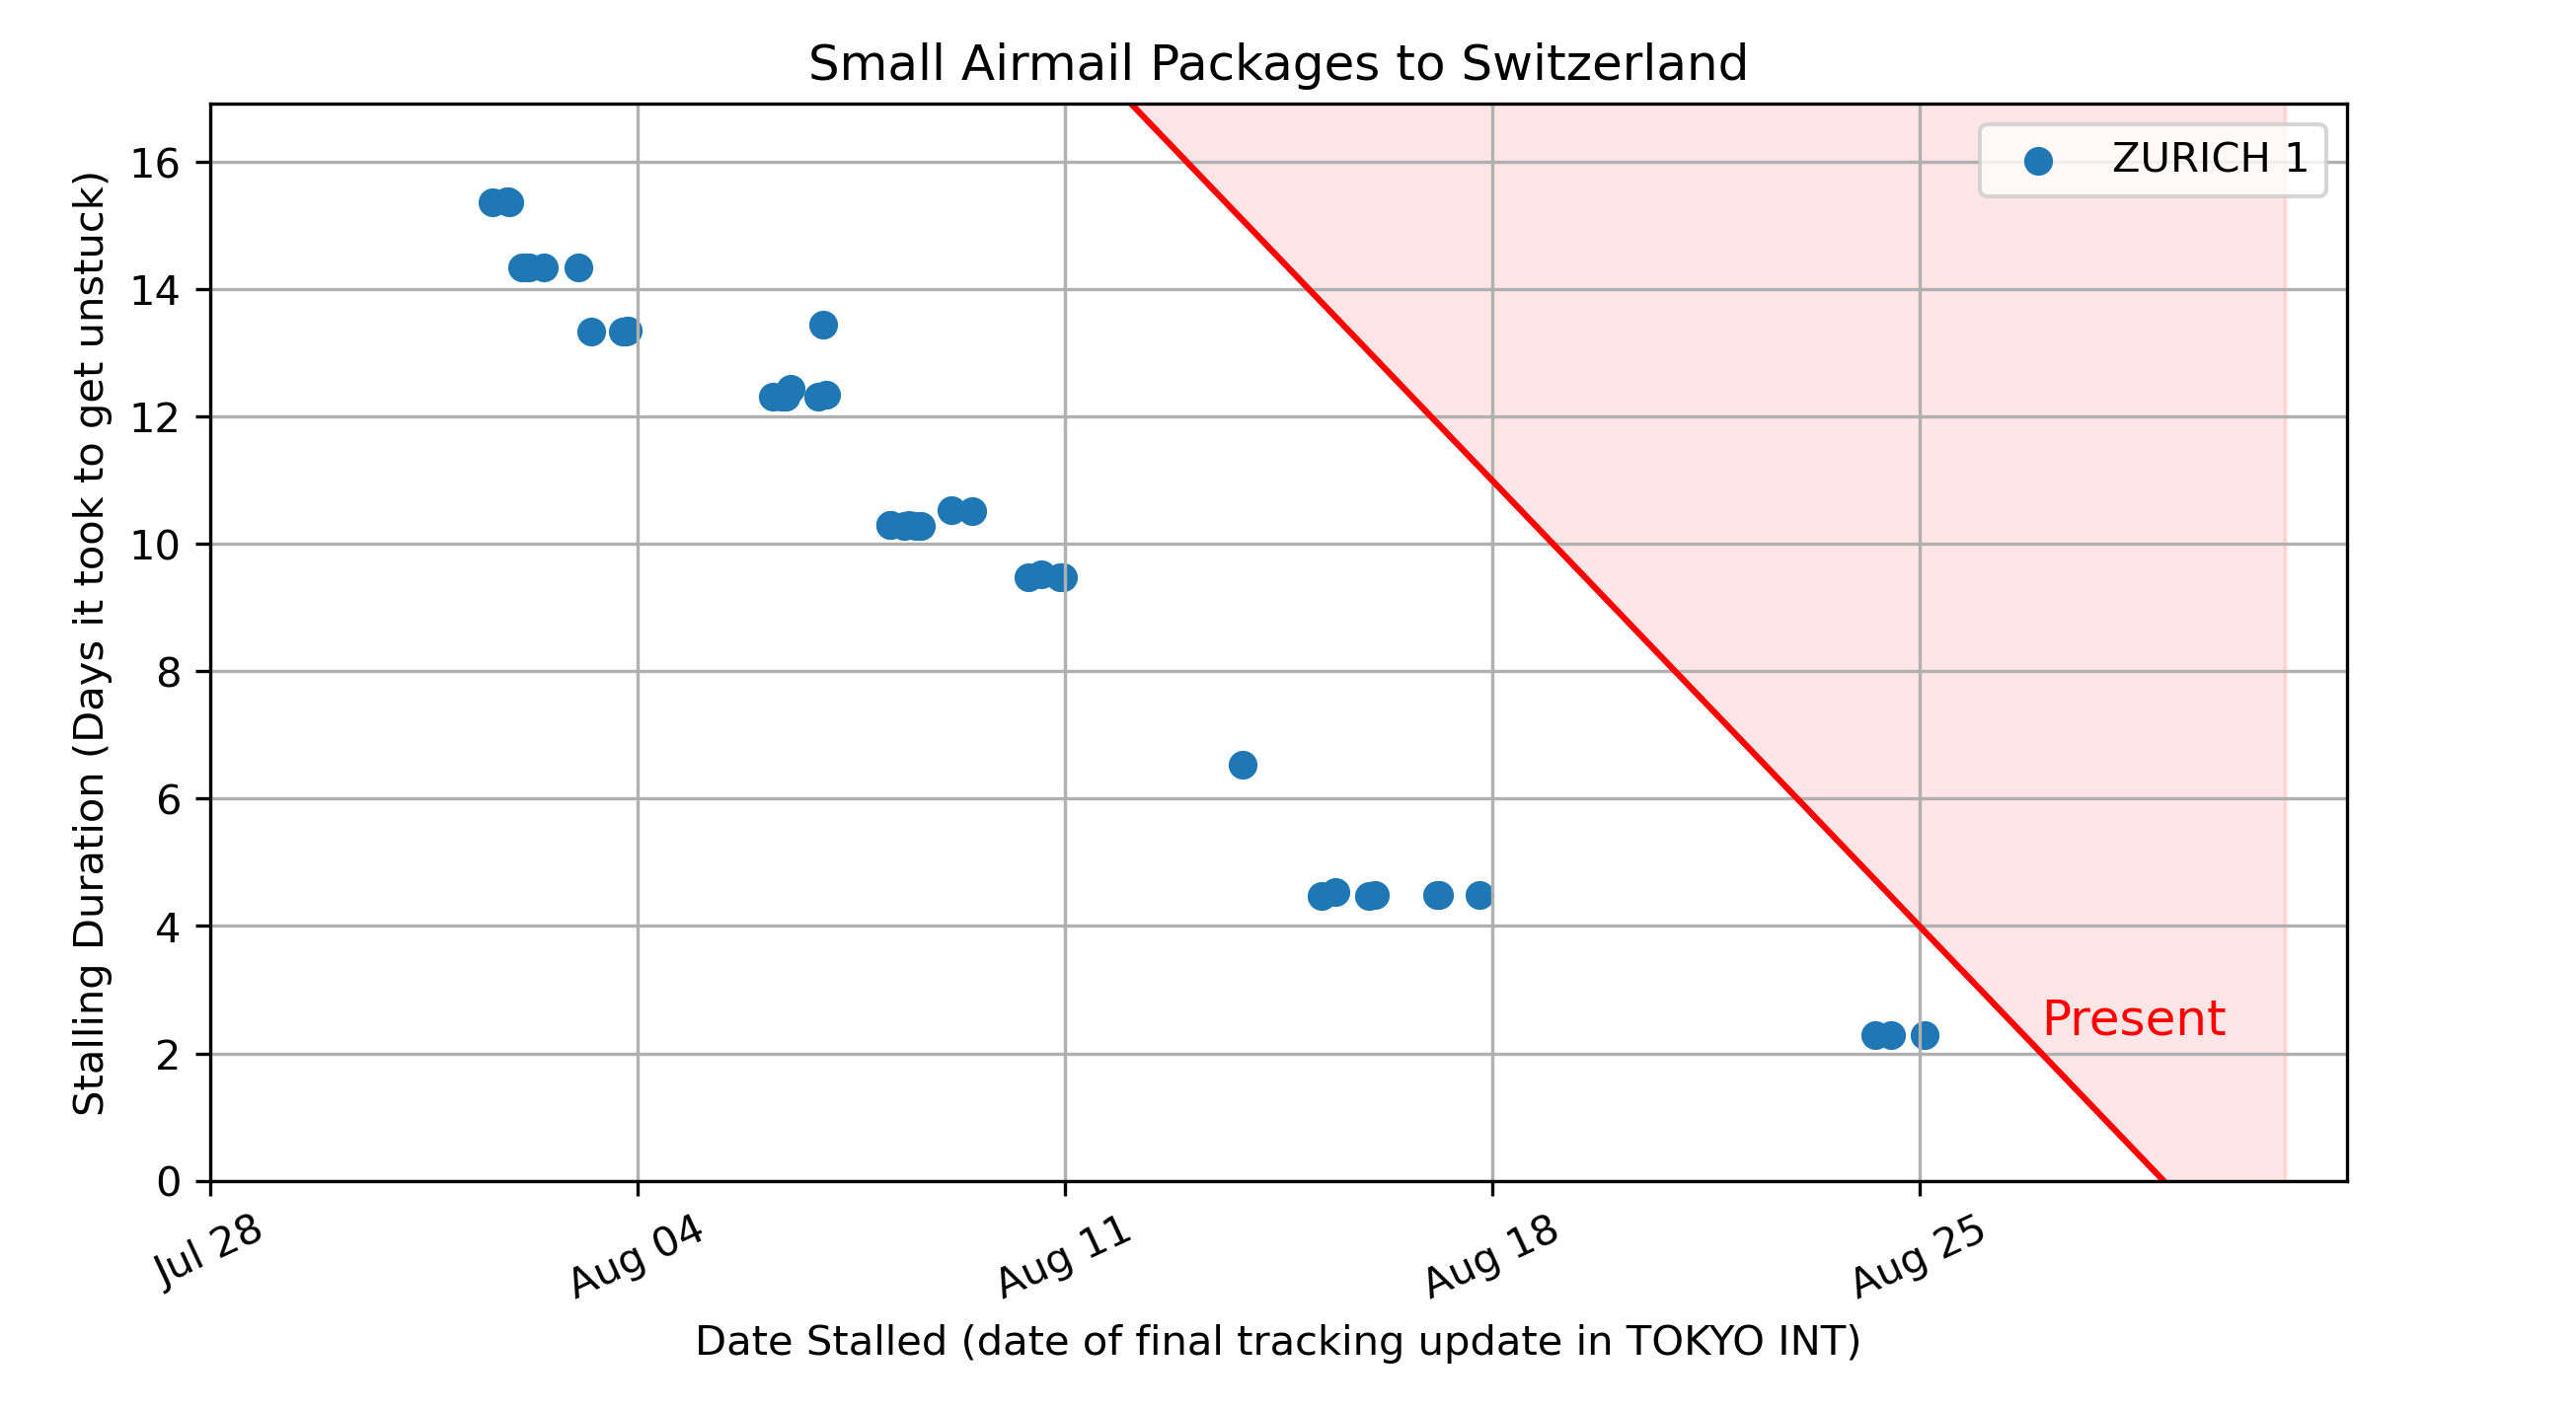 Small Airmail Packages to Switzerland
ZURICH 1
Stalling Duration (Days it took to get unstuck)
16
14
12
10
8
6
4
2
0
Present
Jul 28
Aug 04
Aug 11
Aug 18
Aug 25
Date Stalled (date of final tracking update in TOKYO INT)